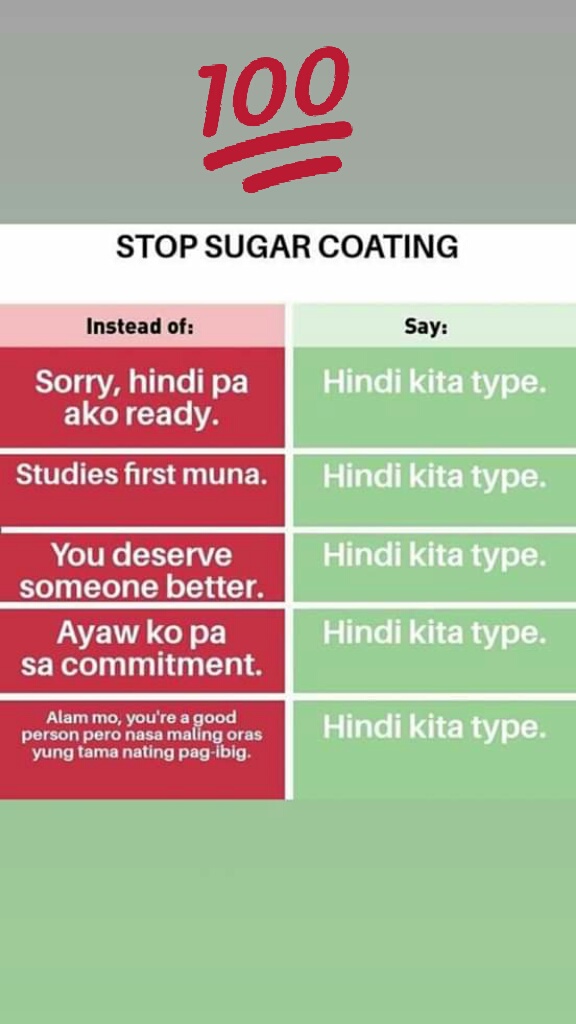 100
STOP SUGAR COATING
Instead of:
Say:
Sorry, hindi pa
ako ready.
Hindi kita type.
Studies first muna.
Hindi kita type.
You deserve
someone better.
Hindi kita type.
Ayaw ko pa
sa commitment.
Hindi kita type.
Alam mo, you're a good
person pero nasa maling oras
yung tama nating pag-ibig.
Hindi kita type.